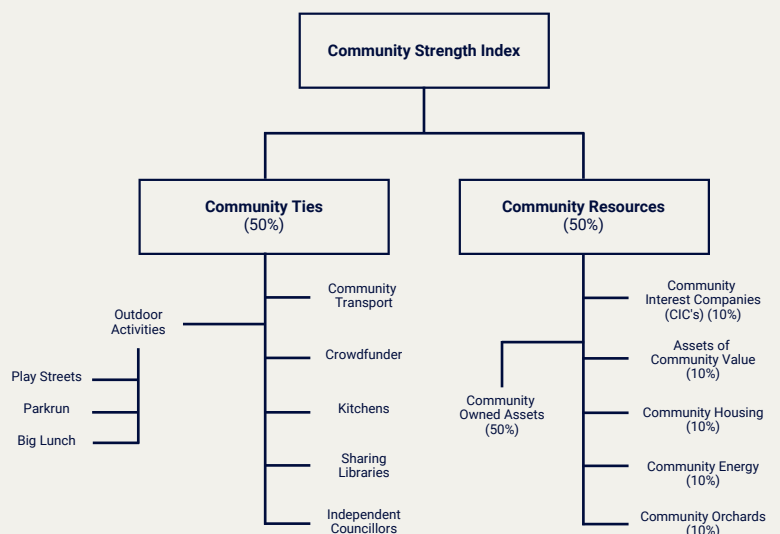 Community Strength Index
Community Ties
(50%)
Community Resources
(50%)
Outdoor
Activities
Play Streets
Parkrun
Big Lunch
Community
Transport
Crowdfunder
Kitchens
Sharing
Libraries
Independent
Councillors
Community
Owned Assets
(50%)
Community
Interest Companies
(CIC's) (10%)
Assets of
Community Value
(10%)
Community Housing
(10%)
Community Energy
(10%)
Community Orchards
(10%)